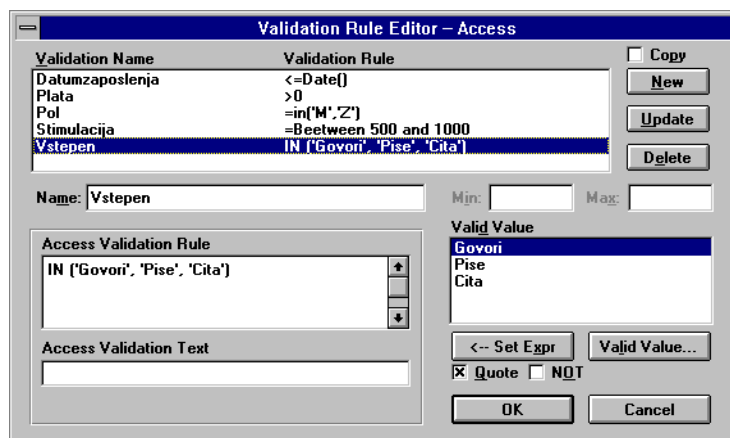 Validation Rule Editor – Access
Validation Name Validation Rule
Copy
Datumzaposlenja <=Date()
Plata >0
Pol =in('M','Z')
Stimulacija =Beetween 500 and 1000
Vstepen IN ('Govori', 'Pise', 'Cita')
New
Update
Delete
Name: Vstepen Min: Max:
Valid Value
Access Validation Rule
IN ('Govori', 'Pise', 'Cita')
Govori
Pise
Cita
Access Validation Text
<-- Set Expr Valid Value...
Quote NOT
OK Cancel